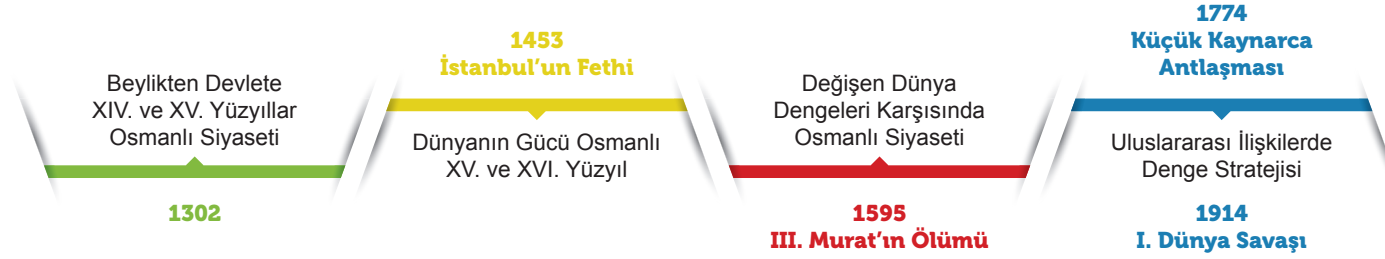 Beylikten Devlete
XIV. ve XV. Yüzyıllar
Osmanlı Siyaseti
1302
1453
İstanbul'un Fethi
Dünyanın Gücü Osmanlı
XV. ve XVI. Yüzyıl
Değişen Dünya
Dengeleri Karşısında
Osmanlı Siyaseti
1595
III. Murat'ın Ölümü
1774
Küçük Kaynarca
Antlaşması
Uluslararası İlişkilerde
Denge Stratejisi
1914
I. Dünya Savaşı